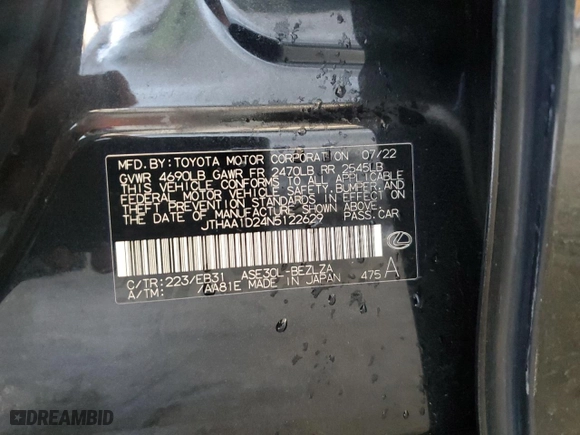 MFD. BY: TOYOTA MOTOR CORPORATION 07/22
GVWR 4690LB GAWR FR 2470LB RR 2545LB
THIS VEHICLE CONFORMS TO ALL APPLICABLE
FEDERAL MOTOR VEHICLE SAFETY, BUMPER, AND
THEFT PREVENTION STANDARDS IN EFFECT ON
THE DATE OF MANUFACTURE SHOWN ABOVE.
JTHAA1D24N5122629 PASS.CAR
C/TR: 223/EB31 ASE30L-BEZLZA
A/TM: /AA81E MADE IN JAPAN 475 A
DREAMBID